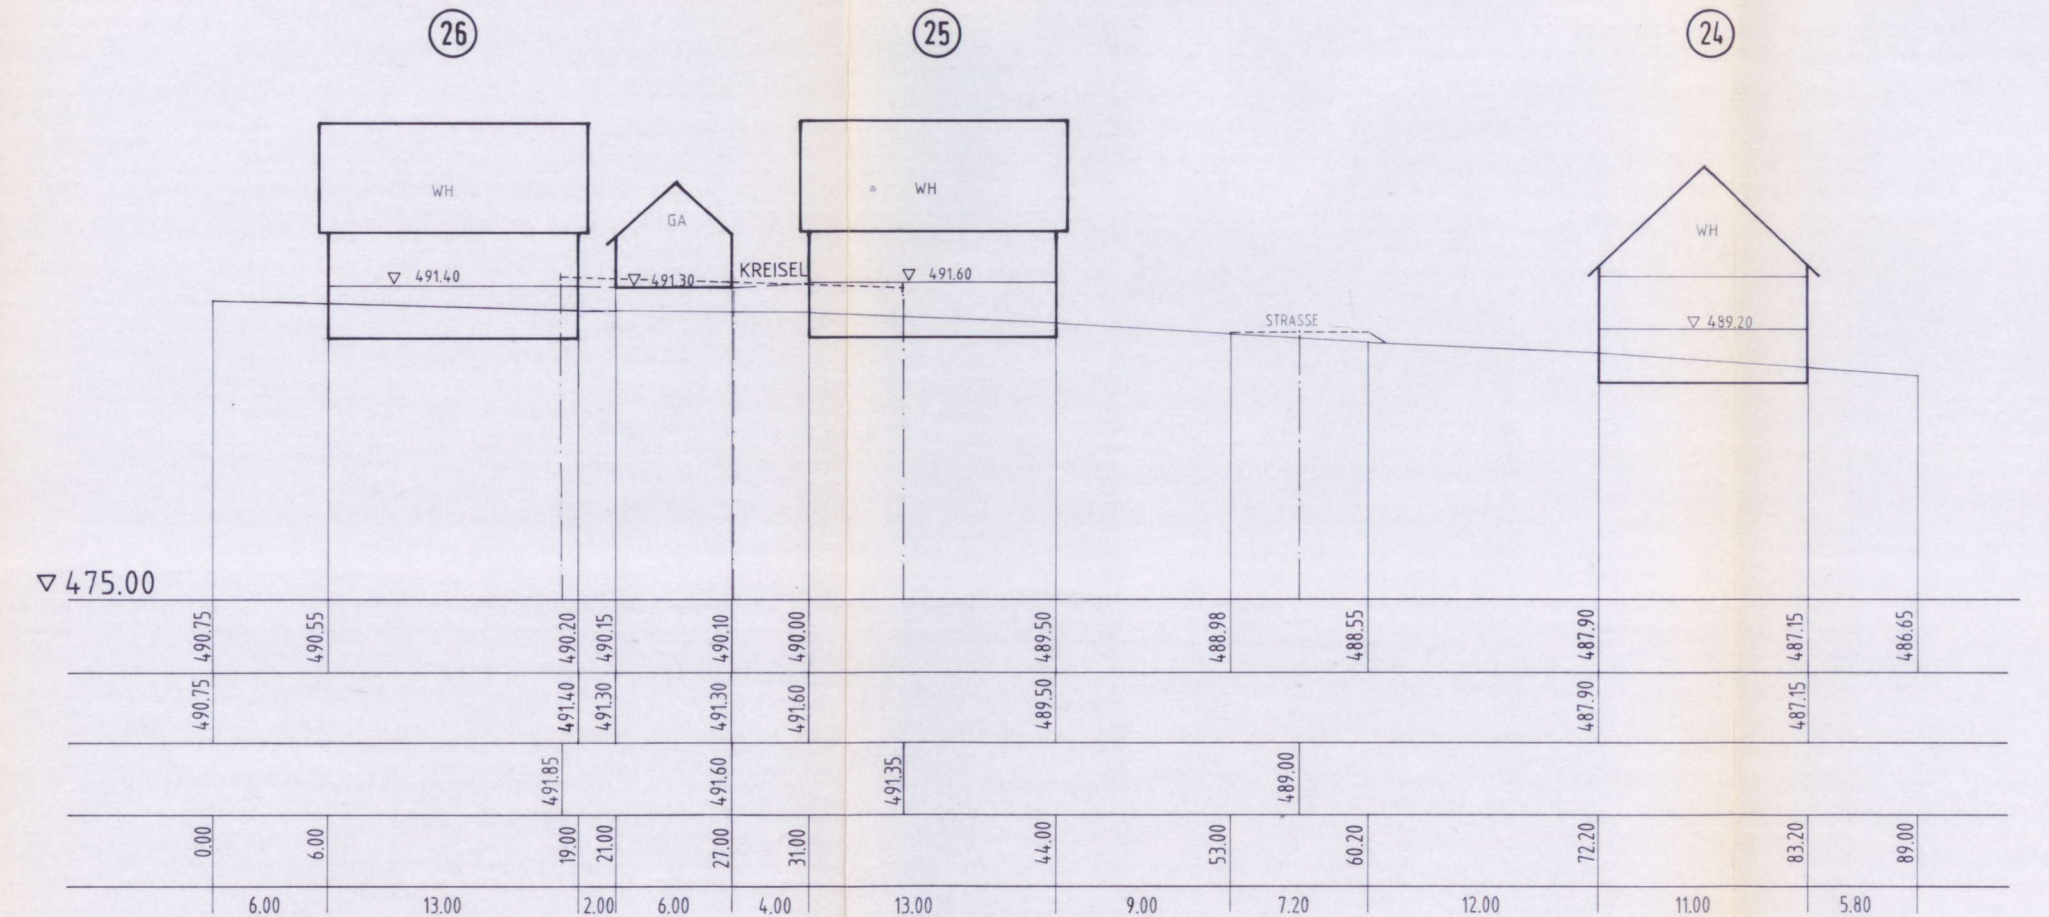 26 25 24
WH WH
GA
WH
KREISEL
491.40 491.30 491.60
STRASSE 489.20
475.00
490.75 490.55 490.20 490.15 490.10 490.00 489.50 488.98 488.55 487.90 487.15 486.65
490.75 491.40 491.30 491.30 491.60 489.50 487.90 487.15
491.85 491.60 491.35 489.00
0.00 6.00 19.00 21.00 27.00 31.00 44.00 53.00 60.20 72.20 83.20 89.00
6.00 13.00 2.00 6.00 4.00 13.00 9.00 7.20 12.00 11.00 5.80